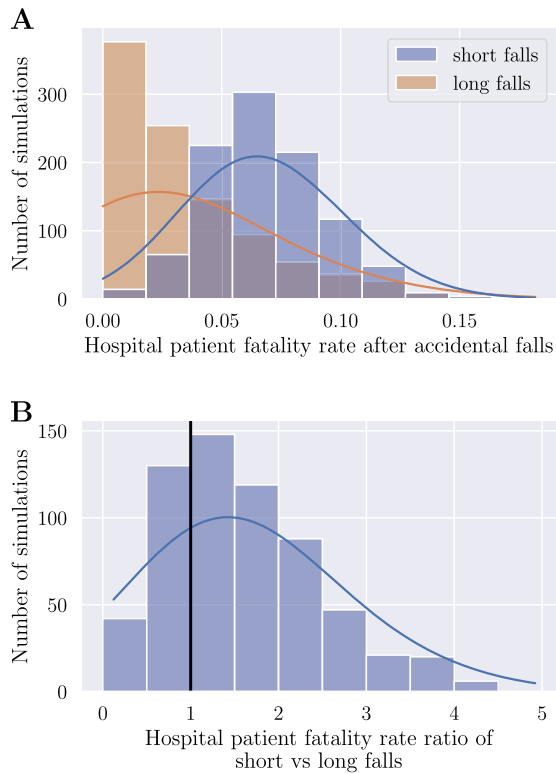 A
Number of simulations
300
200
100
0
short falls
long falls
0.00 0.05 0.10 0.15
Hospital patient fatality rate after accidental falls
B
Number of simulations
150
100
50
0
0 1 2 3 4 5
Hospital patient fatality rate ratio of
short vs long falls